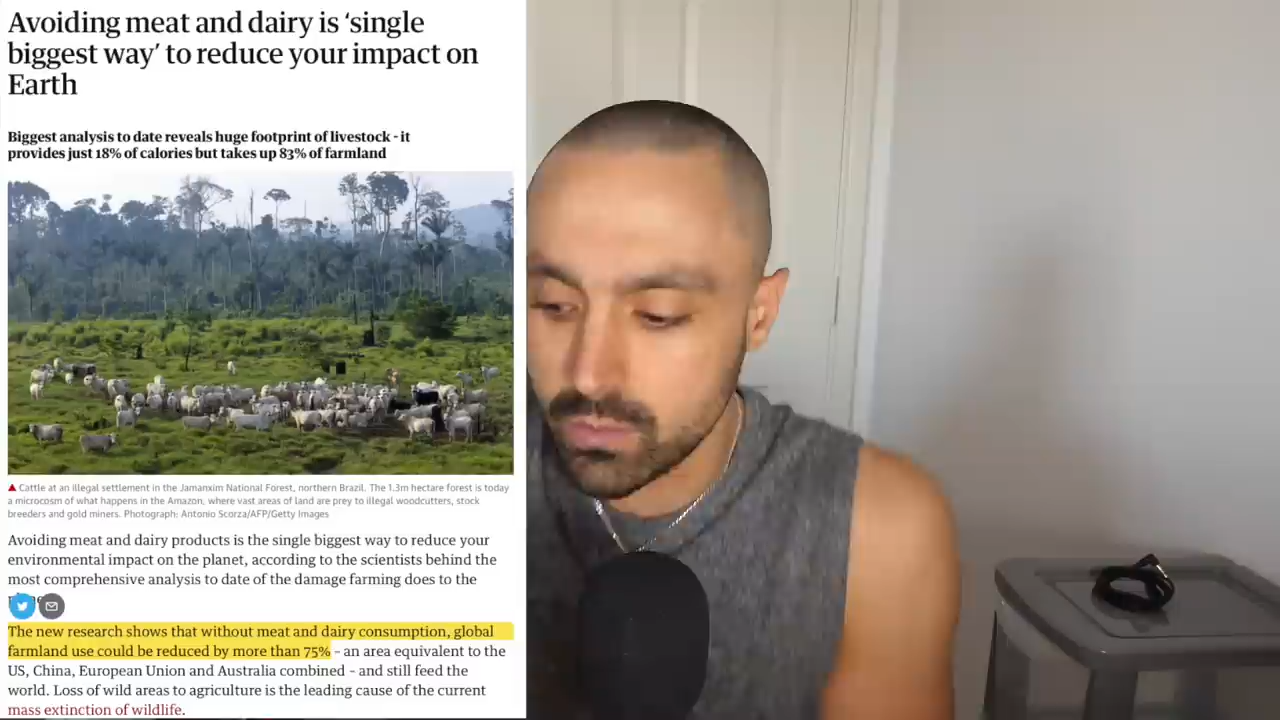 Avoiding meat and dairy is ‘single
biggest way’ to reduce your impact on
Earth
Biggest analysis to date reveals huge footprint of livestock - it
provides just 18% of calories but takes up 83% of farmland
Cattle at an illegal settlement in the Jamanxim National Forest, northern Brazil. The 1.3m hectare forest is today
a microcosm of what happens in the Amazon, where vast areas of land are prey to illegal woodcutters, stock
breeders and gold miners. Photograph: Antonio Scorza/AFP/Getty Images
Avoiding meat and dairy products is the single biggest way to reduce your
environmental impact on the planet, according to the scientists behind the
most comprehensive analysis to date of the damage farming does to the
The new research shows that without meat and dairy consumption, global
farmland use could be reduced by more than 75% – an area equivalent to the
US, China, European Union and Australia combined – and still feed the
world. Loss of wild areas to agriculture is the leading cause of the current
mass extinction of wildlife.